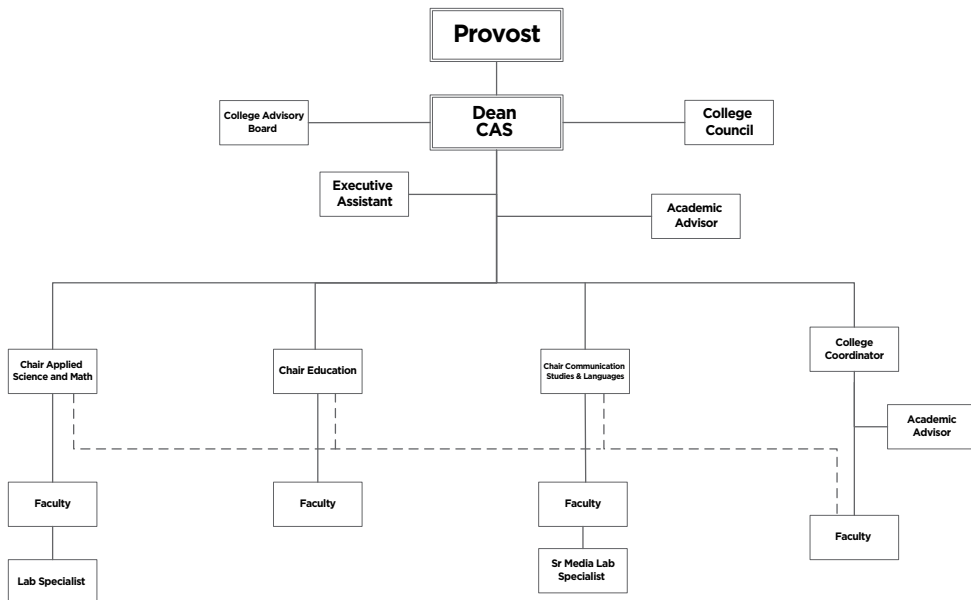 Provost
Dean
CAS
College Advisory
Board
College
Council
Executive
Assistant
Academic
Advisor
Chair Applied
Science and Math
Chair Education
Chair Communication
Studies & Languages
College
Coordinator
Academic
Advisor
Faculty
Faculty
Faculty
Faculty
Lab Specialist
Sr Media Lab
Specialist